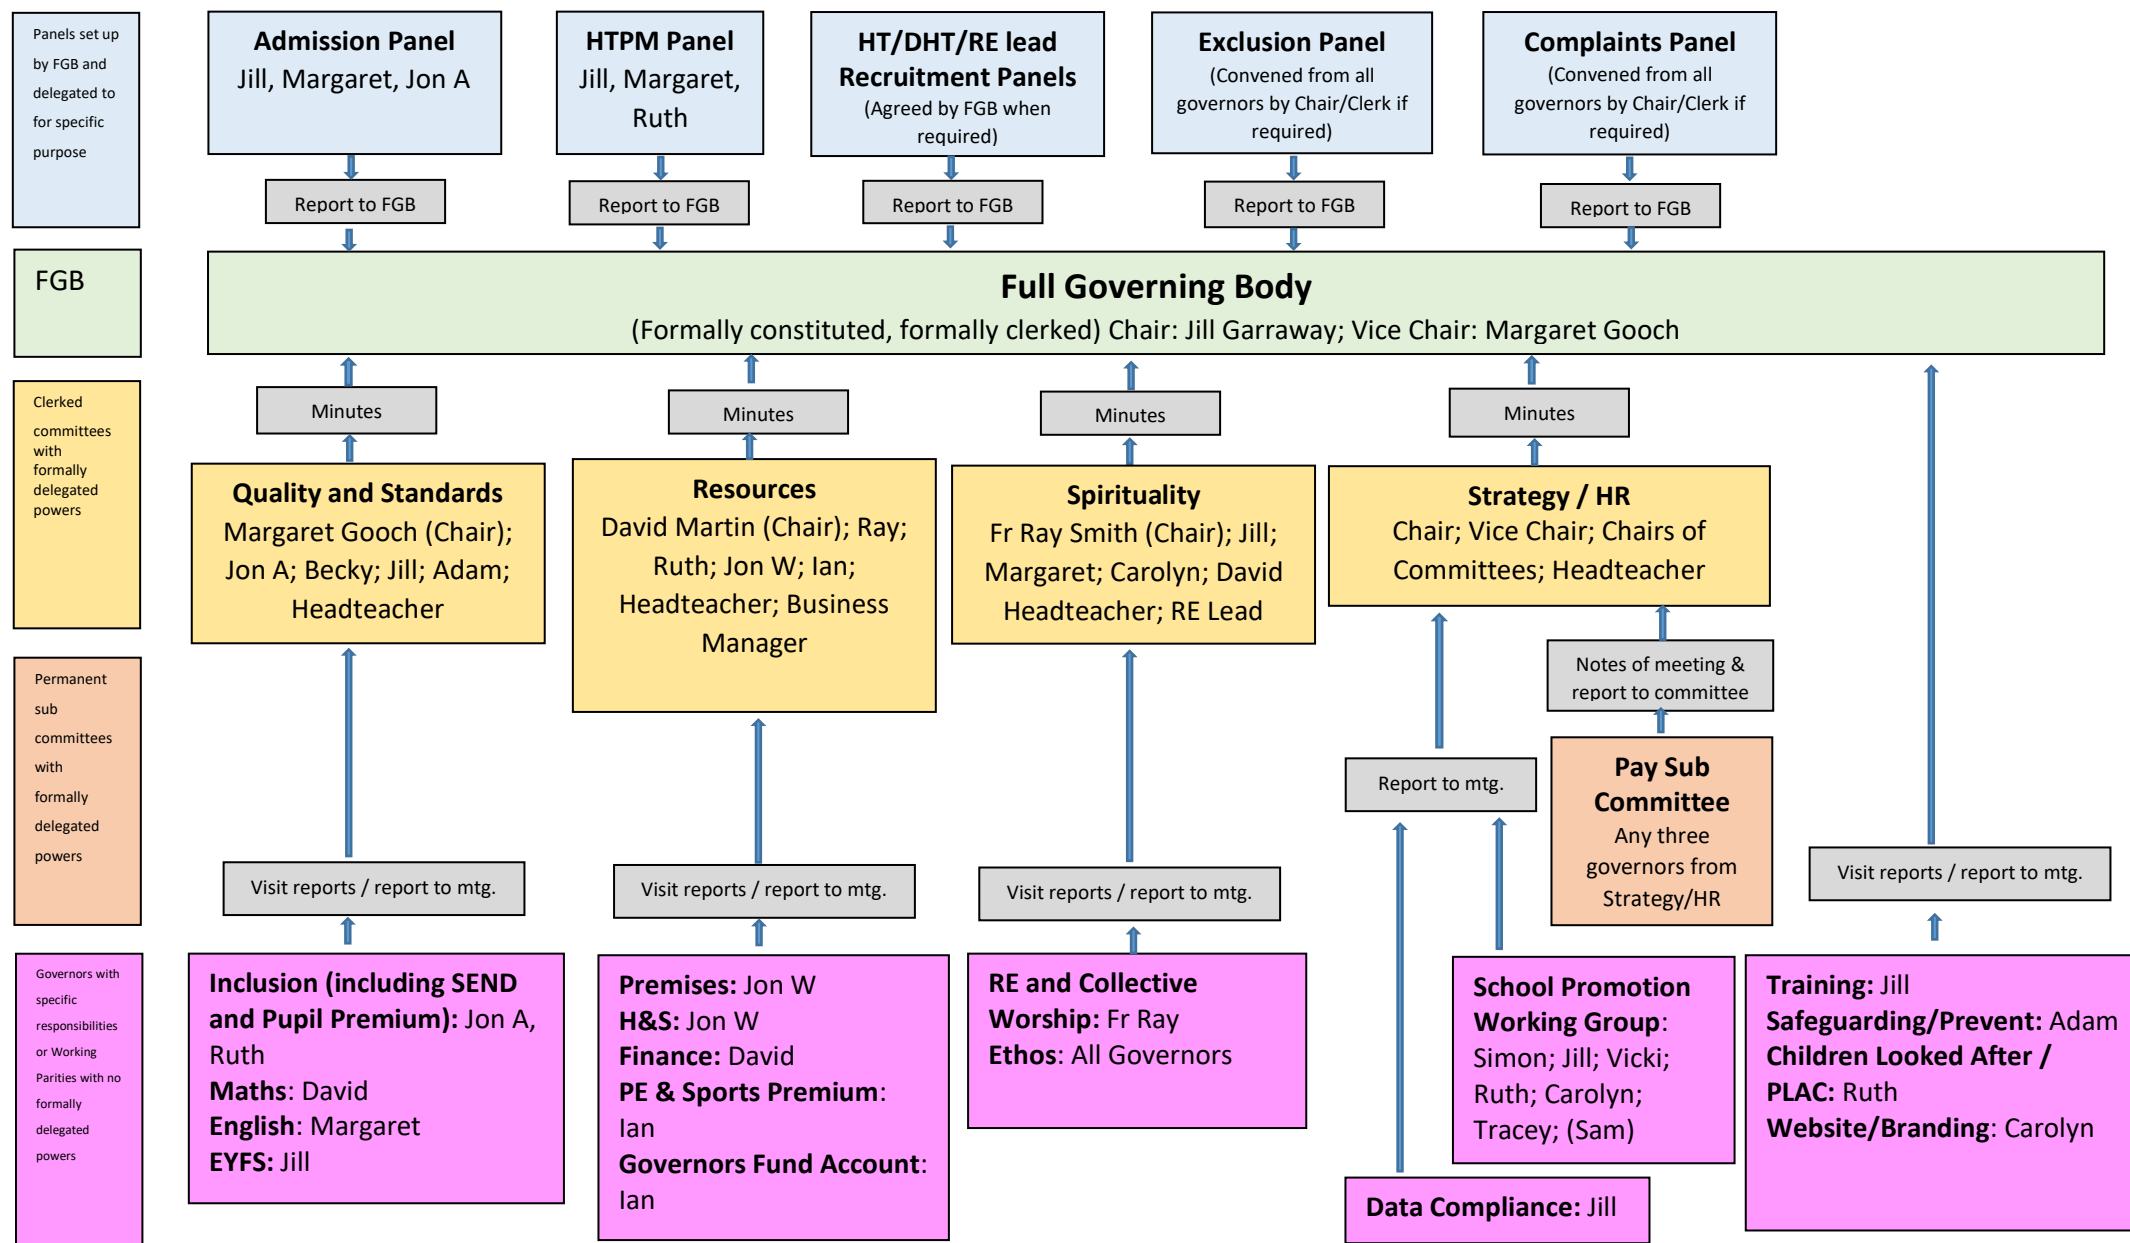 Panels set up
by FGB and
delegated to
for specific
purpose
Admission Panel
Jill, Margaret, Jon A
HTPM Panel
Jill, Margaret,
Ruth
HT/DHT/RE lead
Recruitment Panels
(Agreed by FGB when
required)
Exclusion Panel
(Convened from all
governors by Chair/Clerk if
required)
Complaints Panel
(Convened from all
governors by Chair/Clerk if
required)
Report to FGB
Report to FGB
Report to FGB
Report to FGB
Report to FGB
FGB
Full Governing Body
(Formally constituted, formally clerked) Chair: Jill Garraway; Vice Chair: Margaret Gooch
Clerked
committees
with
formally
delegated
powers
Minutes
Minutes
Minutes
Minutes
Quality and Standards
Margaret Gooch (Chair);
Jon A; Becky; Jill; Adam;
Headteacher
Resources
David Martin (Chair); Ray;
Ruth; Jon W; Ian;
Headteacher; Business
Manager
Spirituality
Fr Ray Smith (Chair); Jill;
Margaret; Carolyn; David
Headteacher; RE Lead
Strategy / HR
Chair; Vice Chair; Chairs of
Committees; Headteacher
Permanent
sub
committees
with
formally
delegated
powers
Notes of meeting &
report to committee
Report to mtg.
Pay Sub
Committee
Any three
governors from
Strategy/HR
Visit reports / report to mtg.
Visit reports / report to mtg.
Visit reports / report to mtg.
Visit reports / report to mtg.
Governors with
specific
responsibilities
or Working
Parities with no
formally
delegated
powers
Inclusion (including SEND
and Pupil Premium): Jon A,
Ruth
Maths: David
English: Margaret
EYFS: Jill
Premises: Jon W
H&S: Jon W
Finance: David
PE & Sports Premium:
Ian
Governors Fund Account:
Ian
RE and Collective
Worship: Fr Ray
Ethos: All Governors
School Promotion
Working Group:
Simon; Jill; Vicki;
Ruth; Carolyn;
Tracey; (Sam)
Data Compliance: Jill
Training: Jill
Safeguarding/Prevent: Adam
Children Looked After /
PLAC: Ruth
Website/Branding: Carolyn